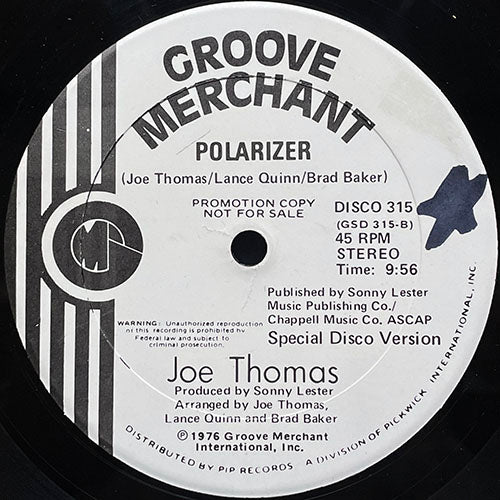 GROOVE
MERCHANT
POLARIZER
(Joe Thomas/Lance Quinn/Brad Baker)
PROMOTION COPY
NOT FOR SALE
DISCO 315
(GSD 315-B)
45 RPM
STEREO
Time: 9:56
GM
Published by Sonny Lester
Music Publishing Co./
Chappell Music Co. ASCAP
WARNING: Unauthorized reproduction
of this recording is prohibited by
Federal law and subject to
criminal prosecution.
Special Disco Version
Joe Thomas
Produced by Sonny Lester
Arranged by Joe Thomas,
Lance Quinn and Brad Baker
Ⓟ1976 Groove Merchant
International, Inc.
DISTRIBUTED BY PIP RECORDS - A DIVISION OF PICKWICK INTERNATIONAL, INC.